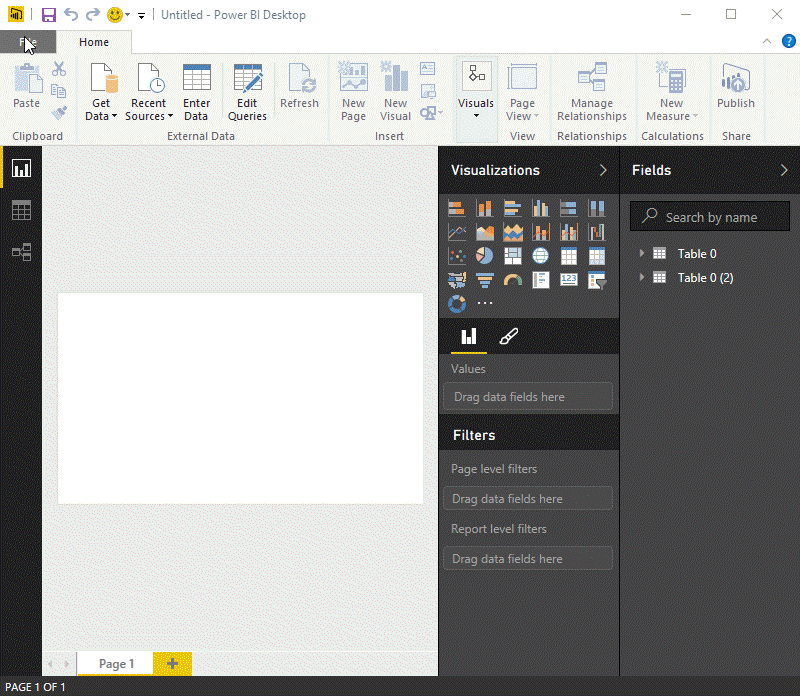 Untitled - Power BI Desktop
File Home
Paste
Get Data
Recent Sources
Enter Data
Edit Queries
Refresh
New Page
New Visual
Visuals
Page View
Manage Relationships
New Measure
Publish
Clipboard External Data Insert View Relationships Calculations Share
Visualizations
123
Values
Drag data fields here
Filters
Page level filters
Drag data fields here
Report level filters
Drag data fields here
Fields
Search by name
Table 0
Table 0 (2)
Page 1 +
PAGE 1 OF 1